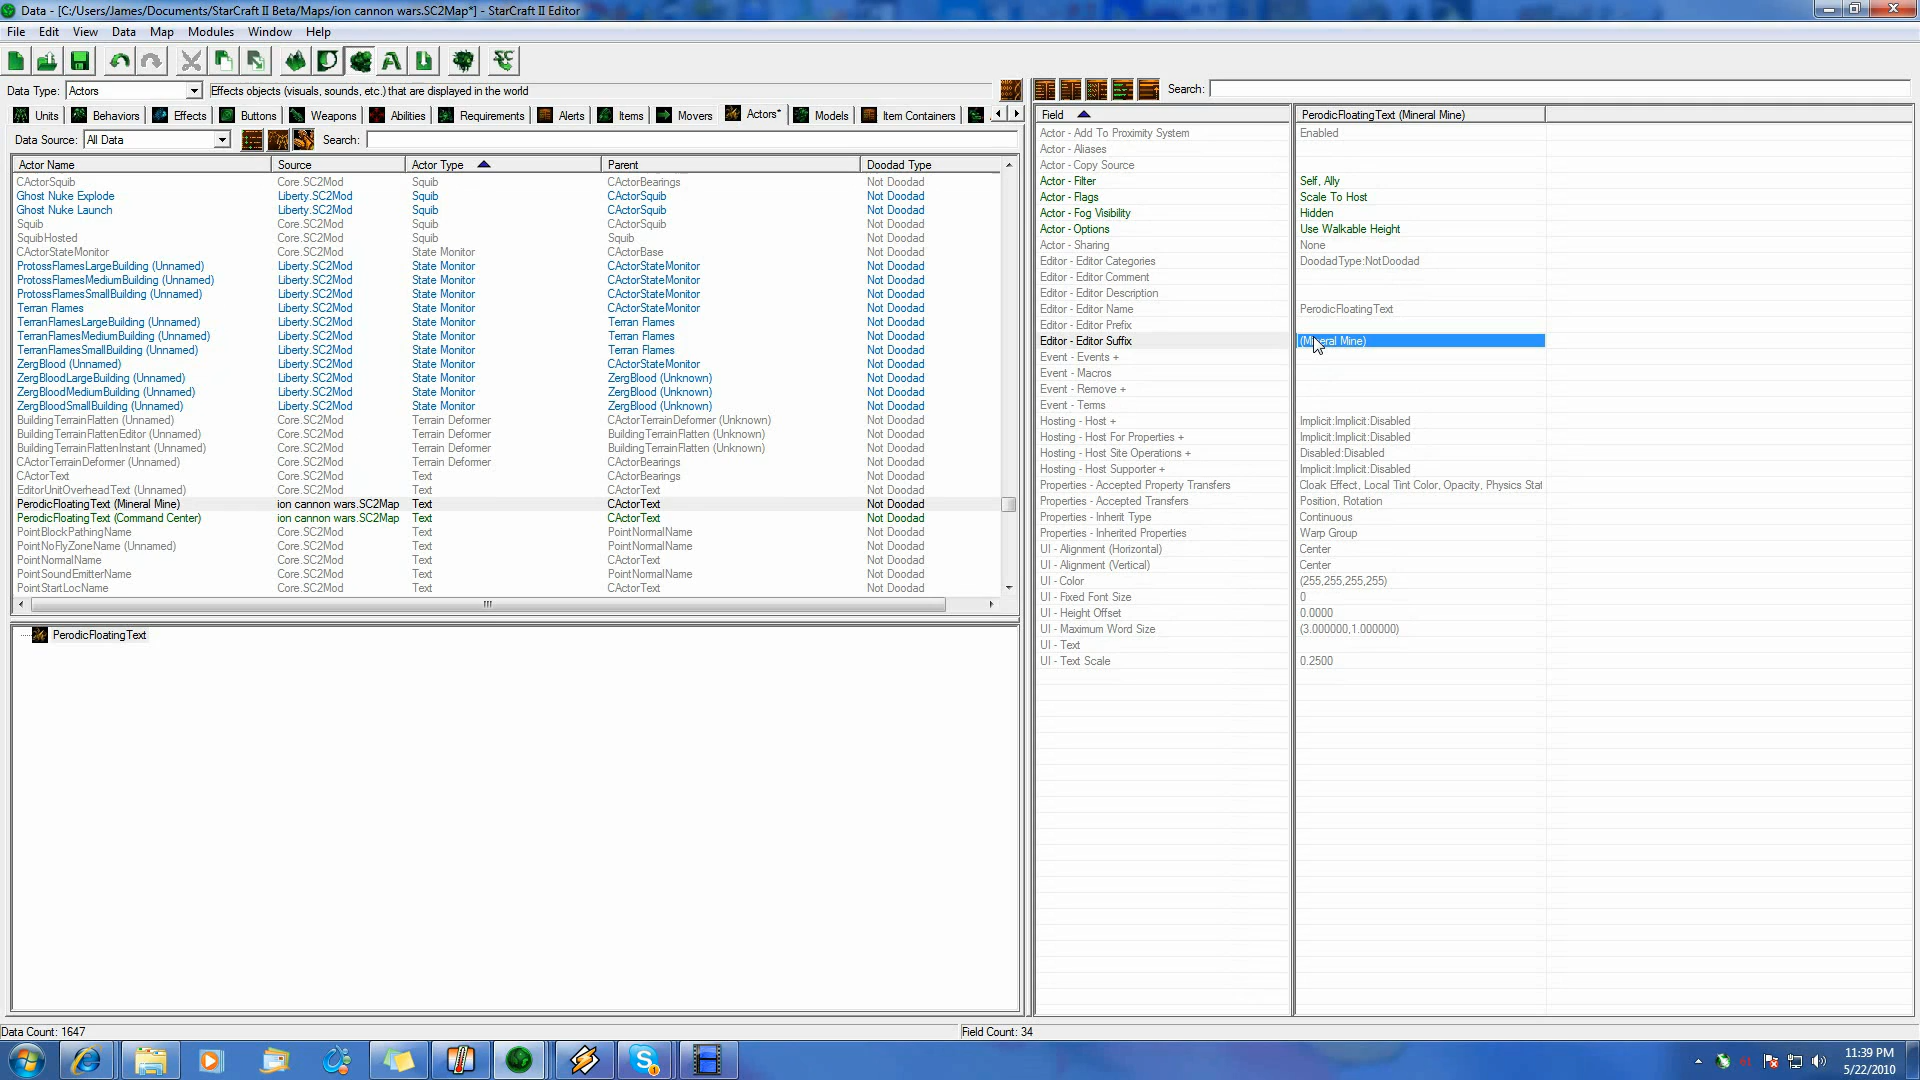 Data - [C:/Users/James/Documents/StarCraft II Beta/Maps/ion cannon wars.SC2Map*] - StarCraft II Editor
File Edit View Data Map Modules Window Help
Data Type: Actors Effects objects (visuals, sounds, etc.) that are displayed in the world
Units Behaviors Effects Buttons Weapons Abilities Requirements Alerts Items Movers Actors* Models Item Containers
Data Source: All Data Search:
Actor Name Source Actor Type Parent Doodad Type
CActorSquib Core.SC2Mod Squib CActorBearings Not Doodad
Ghost Nuke Explode Liberty.SC2Mod Squib CActorSquib Not Doodad
Ghost Nuke Launch Liberty.SC2Mod Squib CActorSquib Not Doodad
Squib Core.SC2Mod Squib CActorSquib Not Doodad
SquibHosted Core.SC2Mod Squib Squib Not Doodad
CActorStateMonitor Core.SC2Mod State Monitor CActorBase Not Doodad
ProtossFlamesLargeBuilding (Unnamed) Liberty.SC2Mod State Monitor CActorStateMonitor Not Doodad
ProtossFlamesMediumBuilding (Unnamed) Liberty.SC2Mod State Monitor CActorStateMonitor Not Doodad
ProtossFlamesSmallBuilding (Unnamed) Liberty.SC2Mod State Monitor CActorStateMonitor Not Doodad
Terran Flames Liberty.SC2Mod State Monitor CActorStateMonitor Not Doodad
TerranFlamesLargeBuilding (Unnamed) Liberty.SC2Mod State Monitor Terran Flames Not Doodad
TerranFlamesMediumBuilding (Unnamed) Liberty.SC2Mod State Monitor Terran Flames Not Doodad
TerranFlamesSmallBuilding (Unnamed) Liberty.SC2Mod State Monitor Terran Flames Not Doodad
ZergBlood (Unnamed) Liberty.SC2Mod State Monitor CActorStateMonitor Not Doodad
ZergBloodLargeBuilding (Unnamed) Liberty.SC2Mod State Monitor ZergBlood (Unknown) Not Doodad
ZergBloodMediumBuilding (Unnamed) Liberty.SC2Mod State Monitor ZergBlood (Unknown) Not Doodad
ZergBloodSmallBuilding (Unnamed) Liberty.SC2Mod State Monitor ZergBlood (Unknown) Not Doodad
BuildingTerrainFlatten (Unnamed) Core.SC2Mod Terrain Deformer CActorTerrainDeformer (Unknown) Not Doodad
BuildingTerrainFlattenEditor (Unnamed) Core.SC2Mod Terrain Deformer BuildingTerrainFlatten (Unknown) Not Doodad
BuildingTerrainFlattenInstant (Unnamed) Core.SC2Mod Terrain Deformer BuildingTerrainFlatten (Unknown) Not Doodad
CActorTerrainDeformer (Unnamed) Core.SC2Mod Terrain Deformer CActorBearings Not Doodad
CActorText Core.SC2Mod Text CActorBearings Not Doodad
EditorUnitOverheadText (Unnamed) Core.SC2Mod Text CActorText Not Doodad
PerodicFloatingText (Mineral Mine) ion cannon wars.SC2Map Text CActorText Not Doodad
PerodicFloatingText (Command Center) ion cannon wars.SC2Map Text CActorText Not Doodad
PointBlockPathingName Core.SC2Mod Text PointNormalName Not Doodad
PointNoFlyZoneName (Unnamed) Core.SC2Mod Text PointNormalName Not Doodad
PointNormalName Core.SC2Mod Text CActorText Not Doodad
PointSoundEmitterName Core.SC2Mod Text PointNormalName Not Doodad
PointStartLocName Core.SC2Mod Text CActorText Not Doodad
PerodicFloatingText
Data Count: 1647
Search:
Field PerodicFloatingText (Mineral Mine)
Actor - Add To Proximity System Enabled
Actor - Aliases
Actor - Copy Source
Actor - Filter Self, Ally
Actor - Flags Scale To Host
Actor - Fog Visibility Hidden
Actor - Options Use Walkable Height
Actor - Sharing None
Editor - Editor Categories DoodadType:NotDoodad
Editor - Editor Comment
Editor - Editor Description
Editor - Editor Name PerodicFloatingText
Editor - Editor Prefix
Editor - Editor Suffix (Mineral Mine)
Event - Events +
Event - Macros
Event - Remove +
Event - Terms
Hosting - Host + Implicit:Implicit:Disabled
Hosting - Host For Properties + Implicit:Implicit:Disabled
Hosting - Host Site Operations + Disabled:Disabled
Hosting - Host Supporter + Implicit:Implicit:Disabled
Properties - Accepted Property Transfers Cloak Effect, Local Tint Color, Opacity, Physics Stat
Properties - Accepted Transfers Position, Rotation
Properties - Inherit Type Continuous
Properties - Inherited Properties Warp Group
UI - Alignment (Horizontal) Center
UI - Alignment (Vertical) Center
UI - Color (255,255,255,255)
UI - Fixed Font Size 0
UI - Height Offset 0.0000
UI - Maximum Word Size (3.000000,1.000000)
UI - Text
UI - Text Scale 0.2500
Field Count: 34
11:39 PM
5/22/2010